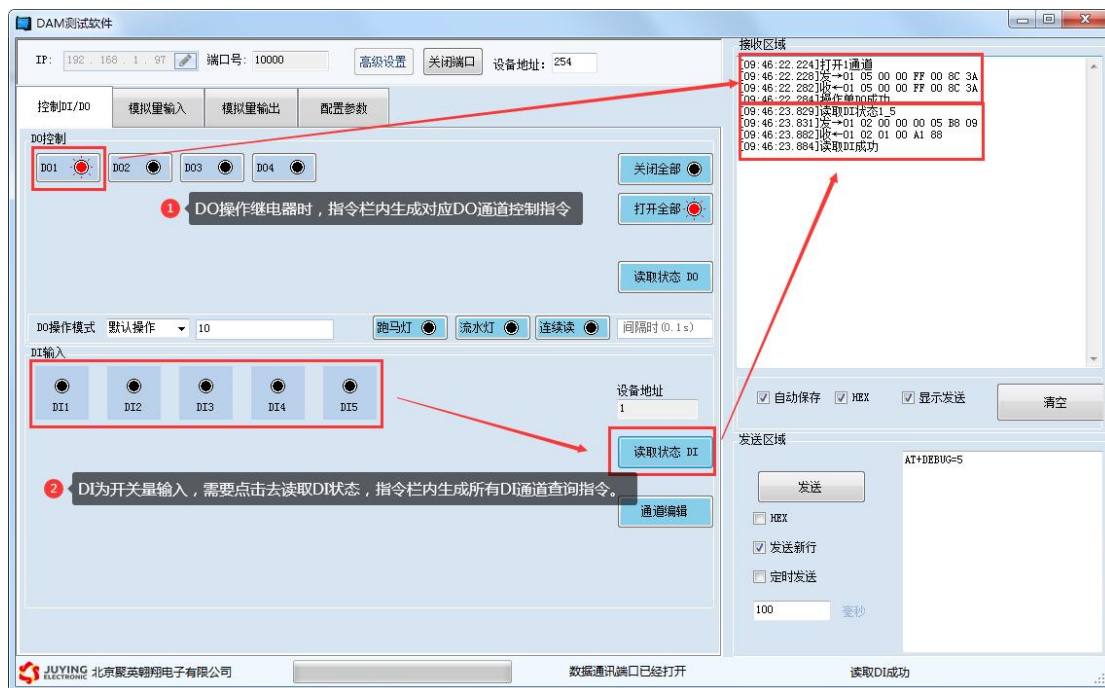 DAM测试软件
IP: 192 . 168 . 1 . 97 端口号: 10000 高级设置 关闭端口 设备地址: 254
控制DI/DO 模拟量输入 模拟量输出 配置参数
DO控制
DO1 DO2 DO3 DO4 关闭全部
1 DO操作继电器时，指令栏内生成对应DO通道控制指令 打开全部
读取状态 DO
DO操作模式 默认操作 10 跑马灯 流水灯 连续读 间隔时(0.1s)
DI输入
DI1 DI2 DI3 DI4 DI5
设备地址
1
读取状态 DI
2 DI为开关量输入，需要点击去读取DI状态，指令栏内生成所有DI通道查询指令。
通道编辑
接收区域
[09:46:22.224]打开1通道
[09:46:22.228]发→01 05 00 00 FF 00 8C 3A
[09:46:22.282]收←01 05 00 00 FF 00 8C 3A
[09:46:22.284]操作单DO成功
[09:46:23.829]读取DI状态1_5
[09:46:23.831]发→01 02 00 00 00 05 B8 09
[09:46:23.882]收←01 02 01 00 A1 88
[09:46:23.884]读取DI成功
自动保存 HEX 显示发送 清空
发送区域
AT+DEBUG=5
发送
HEX
发送新行
定时发送
100 毫秒
JUYING ELECTRONIC 北京聚英翱翔电子有限公司 数据通讯端口已经打开 读取DI成功